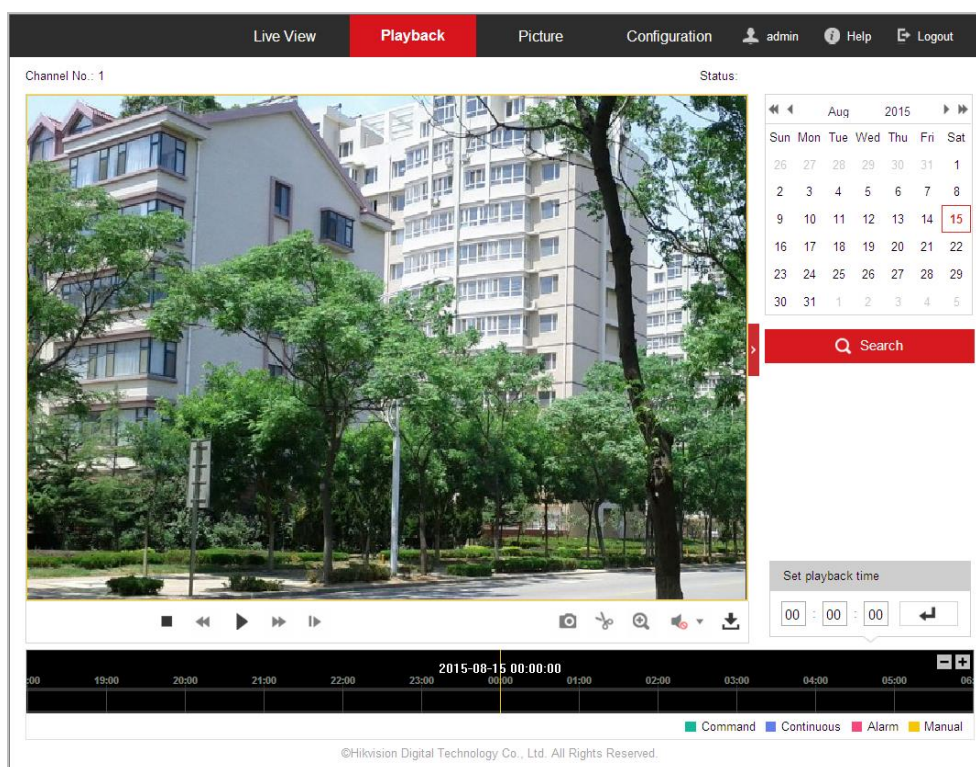 Live View Playback Picture Configuration admin Help Logout
Channel No.: 1 Status:
Aug 2015
Sun Mon Tue Wed Thu Fri Sat
26 27 28 29 30 31 1
2 3 4 5 6 7 8
9 10 11 12 13 14 15
16 17 18 19 20 21 22
23 24 25 26 27 28 29
30 31 1 2 3 4 5
Search
Set playback time
00 : 00 : 00
2015-08-15 00:00:00
:00 19:00 20:00 21:00 22:00 23:00 00:00 01:00 02:00 03:00 04:00 05:00 06:
Command Continuous Alarm Manual
©Hikvision Digital Technology Co., Ltd. All Rights Reserved.